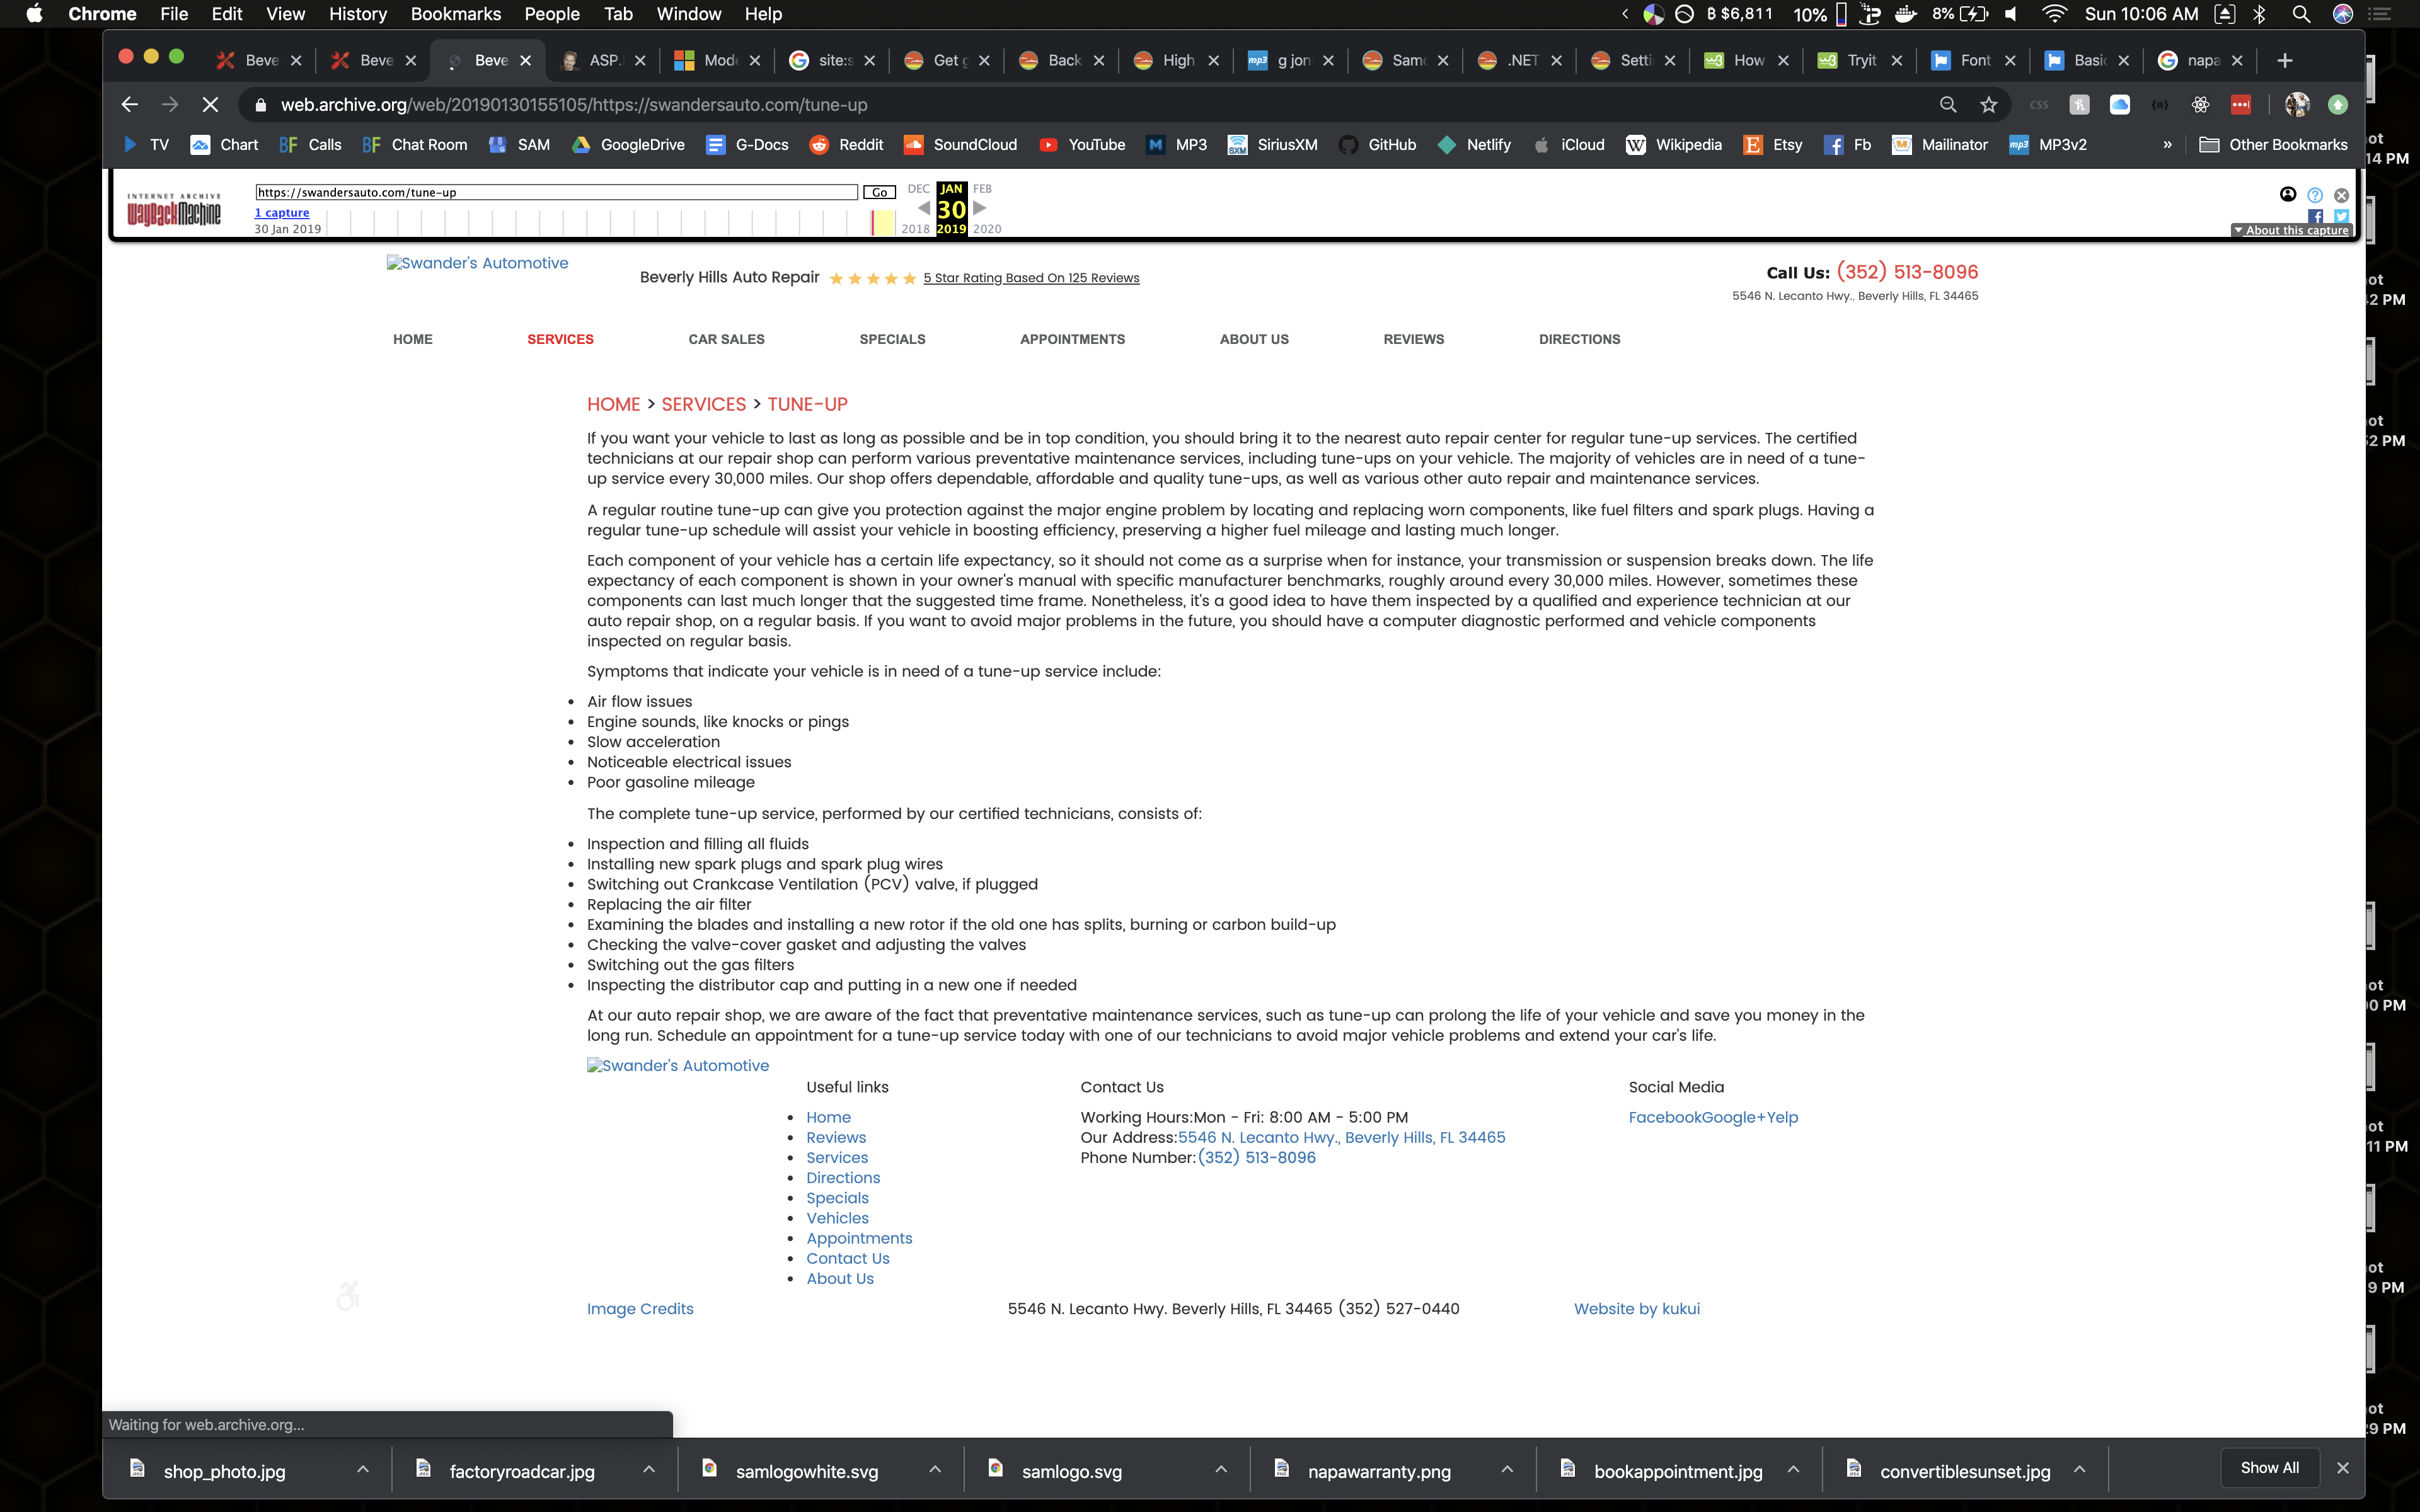 Chrome File Edit View History Bookmarks People Tab Window Help
฿ $6,811 10% 8% Sun 10:06 AM
Beve Beve Beve ASP. Mod site:s Get g Back High g jon Sam .NET Setti How Tryit Font Basic napa
web.archive.org/web/20190130155105/https://swandersauto.com/tune-up
TV Chart Calls Chat Room SAM GoogleDrive G-Docs Reddit SoundCloud YouTube MP3 SiriusXM GitHub Netlify iCloud Wikipedia Etsy Fb Mailinator MP3v2 » Other Bookmarks
INTERNET ARCHIVE
WayBackMachine
https://swandersauto.com/tune-up Go
DEC JAN FEB
1 capture
30
30 Jan 2019
2018 2019 2020
About this capture
Swander's Automotive
Beverly Hills Auto Repair 5 Star Rating Based On 125 Reviews
Call Us: (352) 513-8096
5546 N. Lecanto Hwy., Beverly Hills, FL 34465
HOME SERVICES CAR SALES SPECIALS APPOINTMENTS ABOUT US REVIEWS DIRECTIONS
HOME > SERVICES > TUNE-UP
If you want your vehicle to last as long as possible and be in top condition, you should bring it to the nearest auto repair center for regular tune-up services. The certified
technicians at our repair shop can perform various preventative maintenance services, including tune-ups on your vehicle. The majority of vehicles are in need of a tune-
up service every 30,000 miles. Our shop offers dependable, affordable and quality tune-ups, as well as various other auto repair and maintenance services.
A regular routine tune-up can give you protection against the major engine problem by locating and replacing worn components, like fuel filters and spark plugs. Having a
regular tune-up schedule will assist your vehicle in boosting efficiency, preserving a higher fuel mileage and lasting much longer.
Each component of your vehicle has a certain life expectancy, so it should not come as a surprise when for instance, your transmission or suspension breaks down. The life
expectancy of each component is shown in your owner's manual with specific manufacturer benchmarks, roughly around every 30,000 miles. However, sometimes these
components can last much longer that the suggested time frame. Nonetheless, it's a good idea to have them inspected by a qualified and experience technician at our
auto repair shop, on a regular basis. If you want to avoid major problems in the future, you should have a computer diagnostic performed and vehicle components
inspected on regular basis.
Symptoms that indicate your vehicle is in need of a tune-up service include:
• Air flow issues
• Engine sounds, like knocks or pings
• Slow acceleration
• Noticeable electrical issues
• Poor gasoline mileage
The complete tune-up service, performed by our certified technicians, consists of:
• Inspection and filling all fluids
• Installing new spark plugs and spark plug wires
• Switching out Crankcase Ventilation (PCV) valve, if plugged
• Replacing the air filter
• Examining the blades and installing a new rotor if the old one has splits, burning or carbon build-up
• Checking the valve-cover gasket and adjusting the valves
• Switching out the gas filters
• Inspecting the distributor cap and putting in a new one if needed
At our auto repair shop, we are aware of the fact that preventative maintenance services, such as tune-up can prolong the life of your vehicle and save you money in the
long run. Schedule an appointment for a tune-up service today with one of our technicians to avoid major vehicle problems and extend your car's life.
Swander's Automotive
Useful links
• Home
• Reviews
• Services
• Directions
• Specials
• Vehicles
• Appointments
• Contact Us
• About Us
Contact Us
Working Hours:Mon - Fri: 8:00 AM - 5:00 PM
Our Address:5546 N. Lecanto Hwy., Beverly Hills, FL 34465
Phone Number:(352) 513-8096
Social Media
FacebookGoogle+Yelp
Image Credits 5546 N. Lecanto Hwy. Beverly Hills, FL 34465 (352) 527-0440 Website by kukui
Waiting for web.archive.org...
shop_photo.jpg factoryroadcar.jpg samlogowhite.svg samlogo.svg napawarranty.png bookappointment.jpg convertiblesunset.jpg Show All